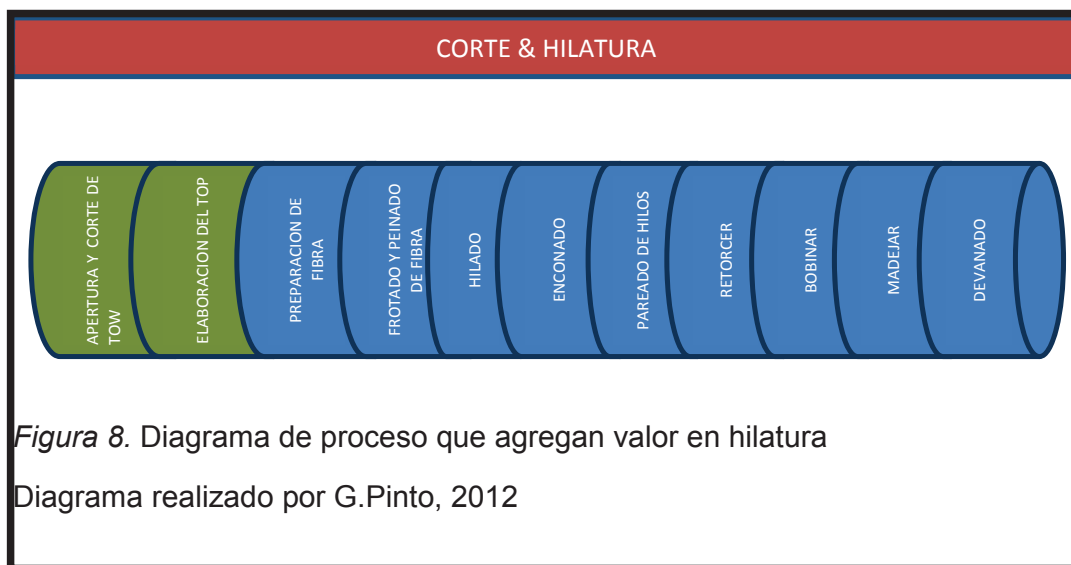 CORTE & HILATURA
APERTURA Y CORTE DE
TOW
ELABORACION DEL TOP
PREPARACION DE
FIBRA
FROTADO Y PEINADO
DE FIBRA
HILADO
ENCONADO
PAREADO DE HILOS
RETORCER
BOBINAR
MADEJAR
DEVANADO
Figura 8. Diagrama de proceso que agregan valor en hilatura
Diagrama realizado por G.Pinto, 2012